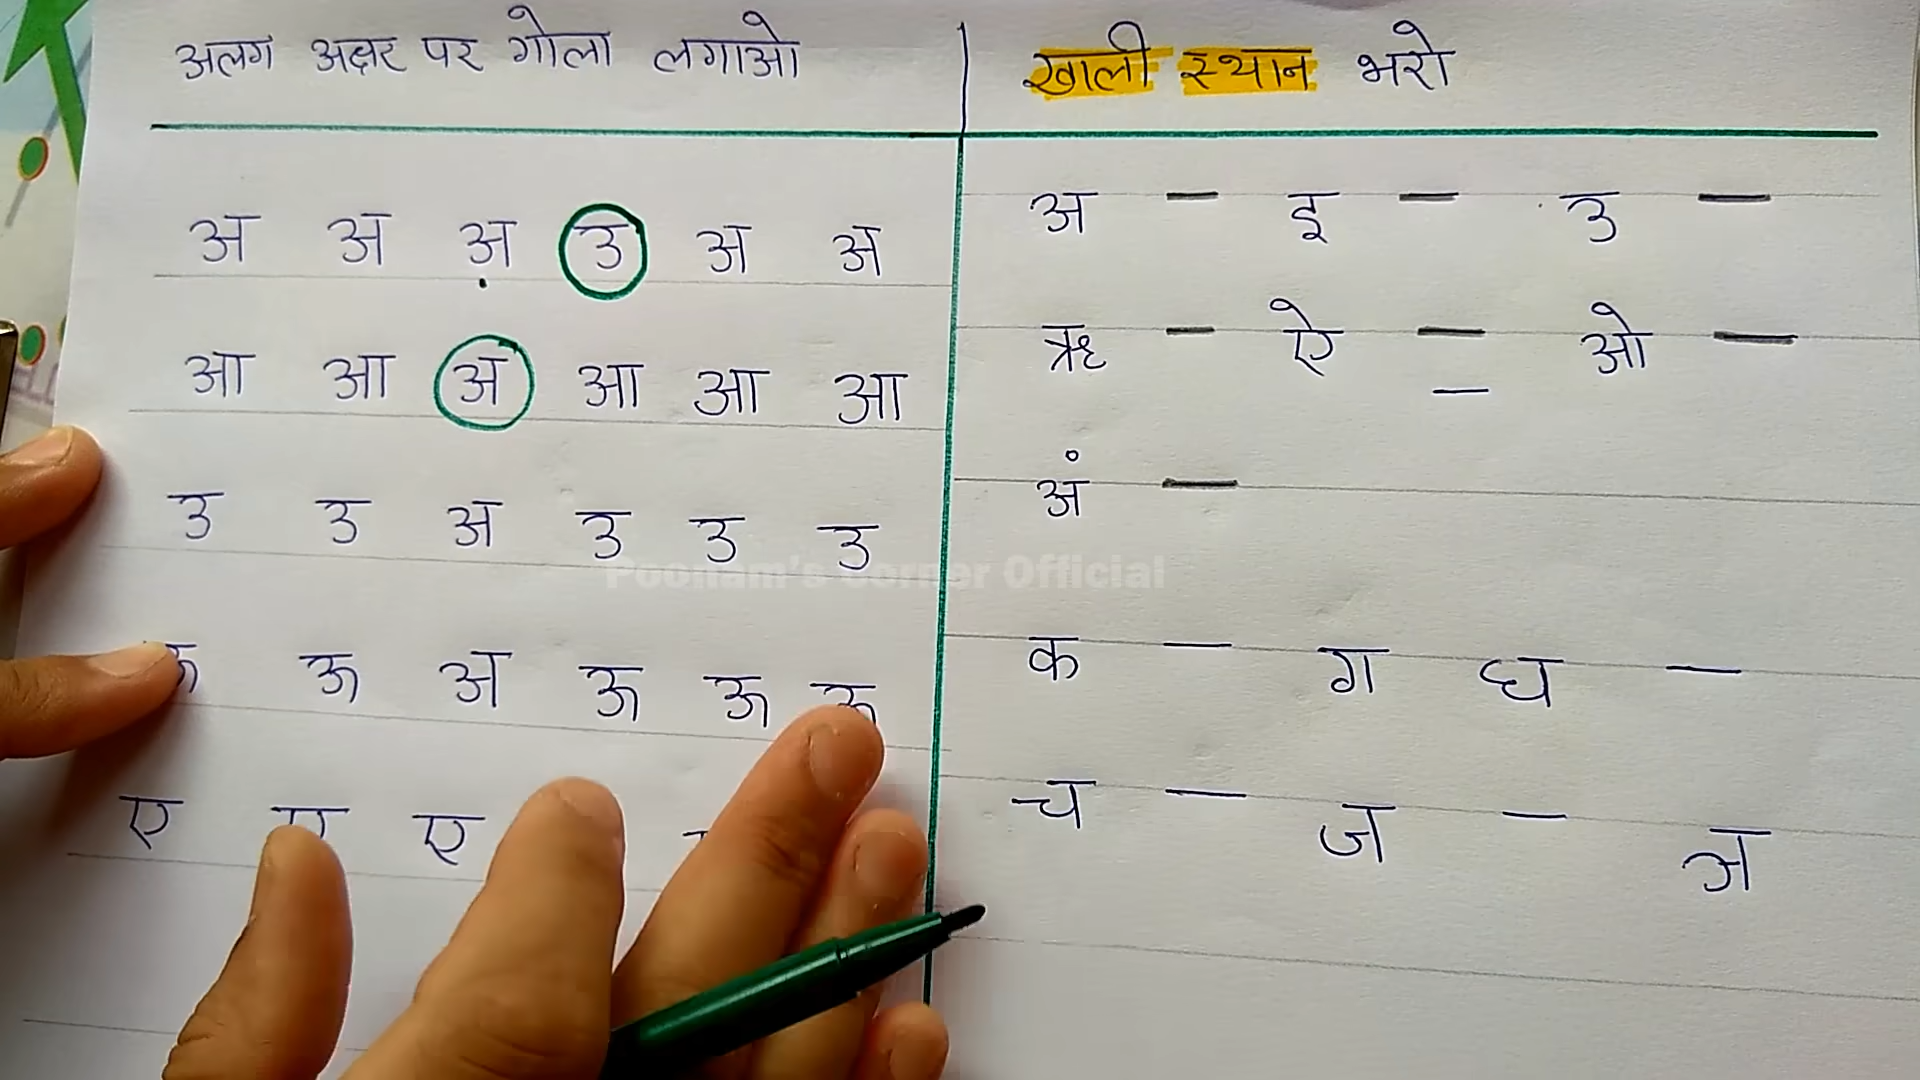 अलग अक्षर पर गोला लगाओ
अ अ अ उ अ अ
आ आ अ आ आ आ
उ उ अ उ उ उ
ऊ ऊ अ ऊ ऊ ऊ
ए ए ए
खाली स्थान भरो
अ — इ — उ —
ऋ — ऐ — ओ —
अं —
क — ग घ —
च — ज — ञ
Poonam's Corner Official